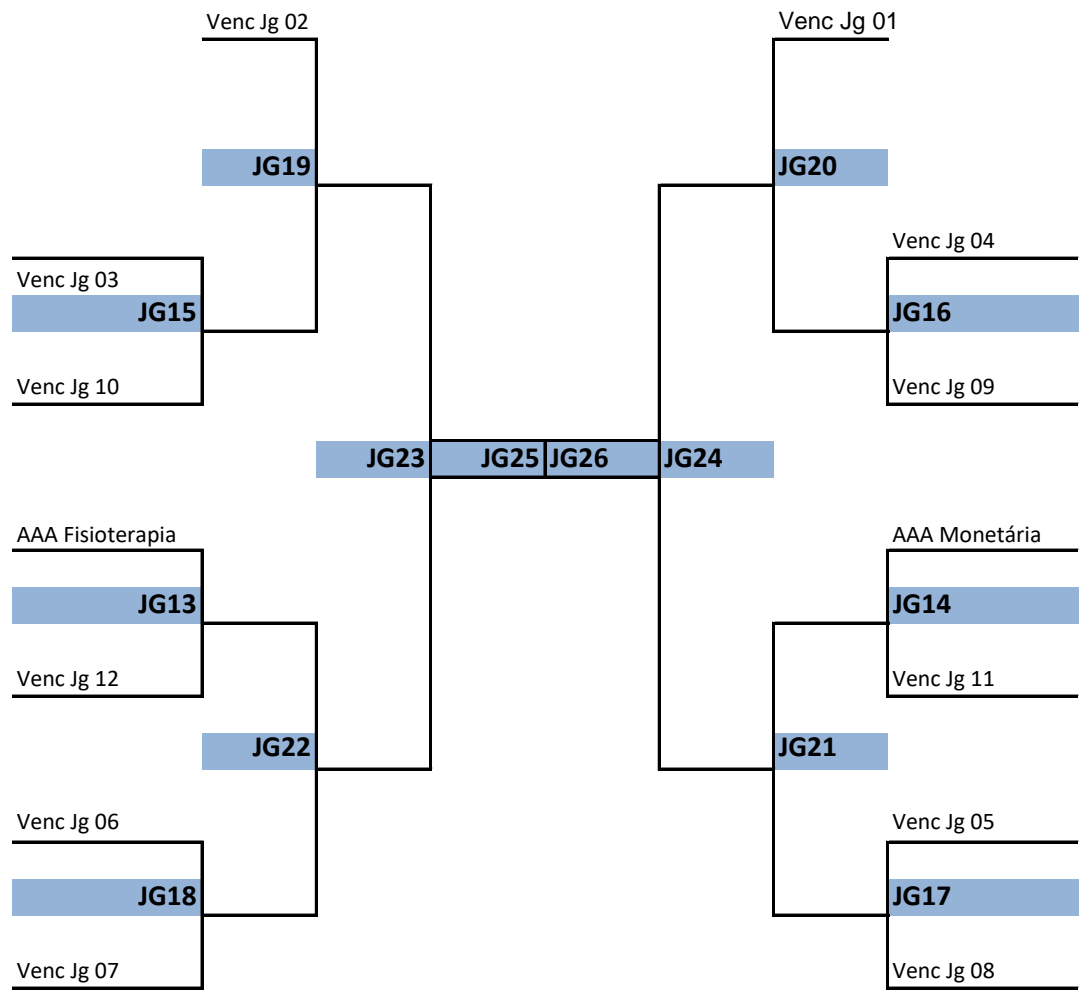 Venc Jg 02
Venc Jg 01
JG19
JG20
Venc Jg 03
Venc Jg 04
JG15
JG16
Venc Jg 10
Venc Jg 09
JG23
JG25
JG26
JG24
AAA Fisioterapia
AAA Monetária
JG13
JG14
Venc Jg 12
Venc Jg 11
JG22
JG21
Venc Jg 06
Venc Jg 05
JG18
JG17
Venc Jg 07
Venc Jg 08